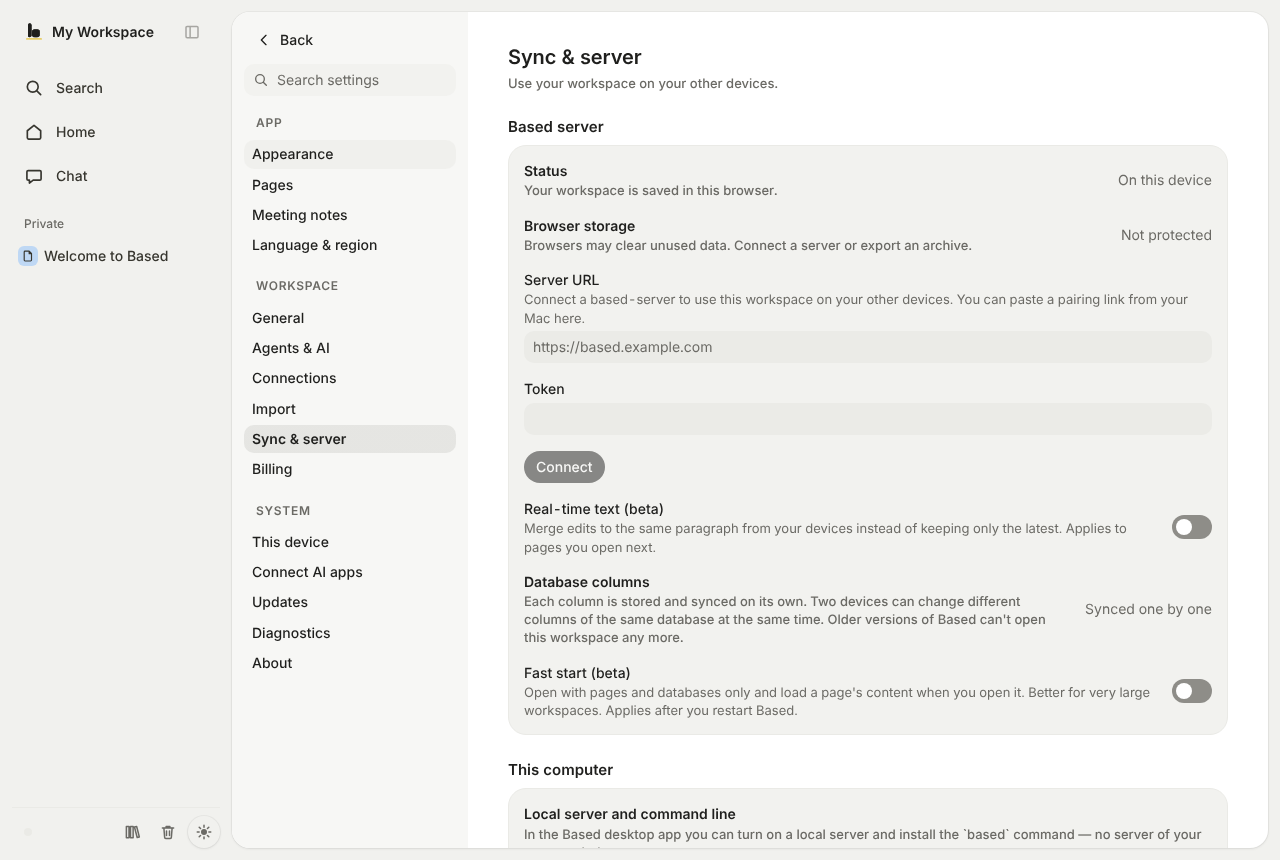 My Workspace
Search
Home
Chat
Private
Welcome to Based
Back
Search settings
APP
Appearance
Pages
Meeting notes
Language & region
WORKSPACE
General
Agents & AI
Connections
Import
Sync & server
Billing
SYSTEM
This device
Connect AI apps
Updates
Diagnostics
About
Sync & server
Use your workspace on your other devices.
Based server
Status
Your workspace is saved in this browser.
On this device
Browser storage
Browsers may clear unused data. Connect a server or export an archive.
Not protected
Server URL
Connect a based-server to use this workspace on your other devices. You can paste a pairing link from your
Mac here.
https://based.example.com
Token
Connect
Real-time text (beta)
Merge edits to the same paragraph from your devices instead of keeping only the latest. Applies to
pages you open next.
Database columns
Each column is stored and synced on its own. Two devices can change different
columns of the same database at the same time. Older versions of Based can't open
this workspace any more.
Synced one by one
Fast start (beta)
Open with pages and databases only and load a page's content when you open it. Better for very large
workspaces. Applies after you restart Based.
This computer
Local server and command line
In the Based desktop app you can turn on a local server and install the `based` command — no server of your